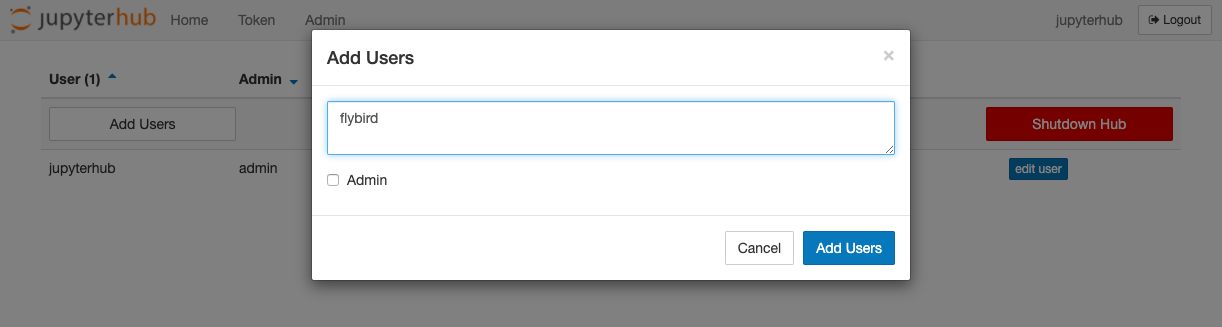 jupyterhub Home Token Admin jupyterhub Logout
Add Users ×
User (1) Admin
flybird
Add Users Shutdown Hub
jupyterhub admin edit user
Admin
Cancel Add Users